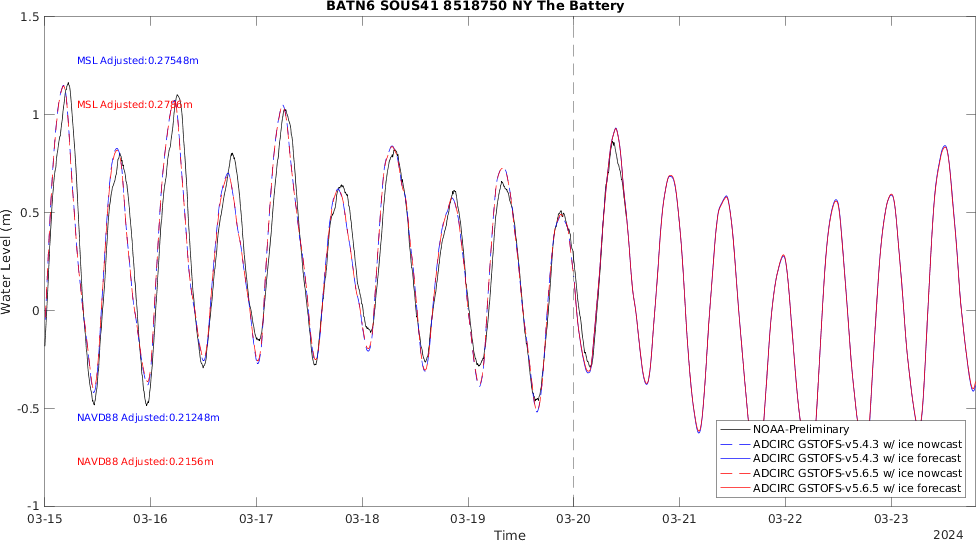 BATN6 SOUS41 8518750 NY The Battery
1.5
1
0.5
0
-0.5
-1
Water Level (m)
MSL Adjusted:0.27548m
MSL Adjusted:0.2786m
NAVD88 Adjusted:0.21248m
NAVD88 Adjusted:0.2156m
NOAA-Preliminary
ADCIRC GSTOFS-v5.4.3 w/ ice nowcast
ADCIRC GSTOFS-v5.4.3 w/ ice forecast
ADCIRC GSTOFS-v5.6.5 w/ ice nowcast
ADCIRC GSTOFS-v5.6.5 w/ ice forecast
03-15 03-16 03-17 03-18 03-19 03-20 03-21 03-22 03-23
Time
2024